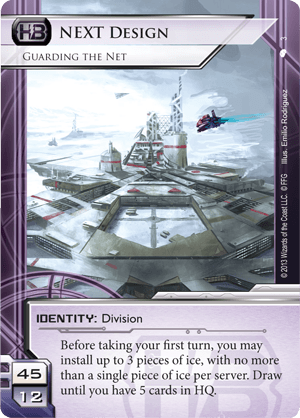 HB
NEXT Design
Guarding the Net
3
Illus. Emilio Rodriguez
© 2013 Wizards of the Coast LLC. © FFG
IDENTITY: Division
Before taking your first turn, you may
install up to 3 pieces of ice, with no more
than a single piece of ice per server. Draw
until you have 5 cards in HQ.
45
12